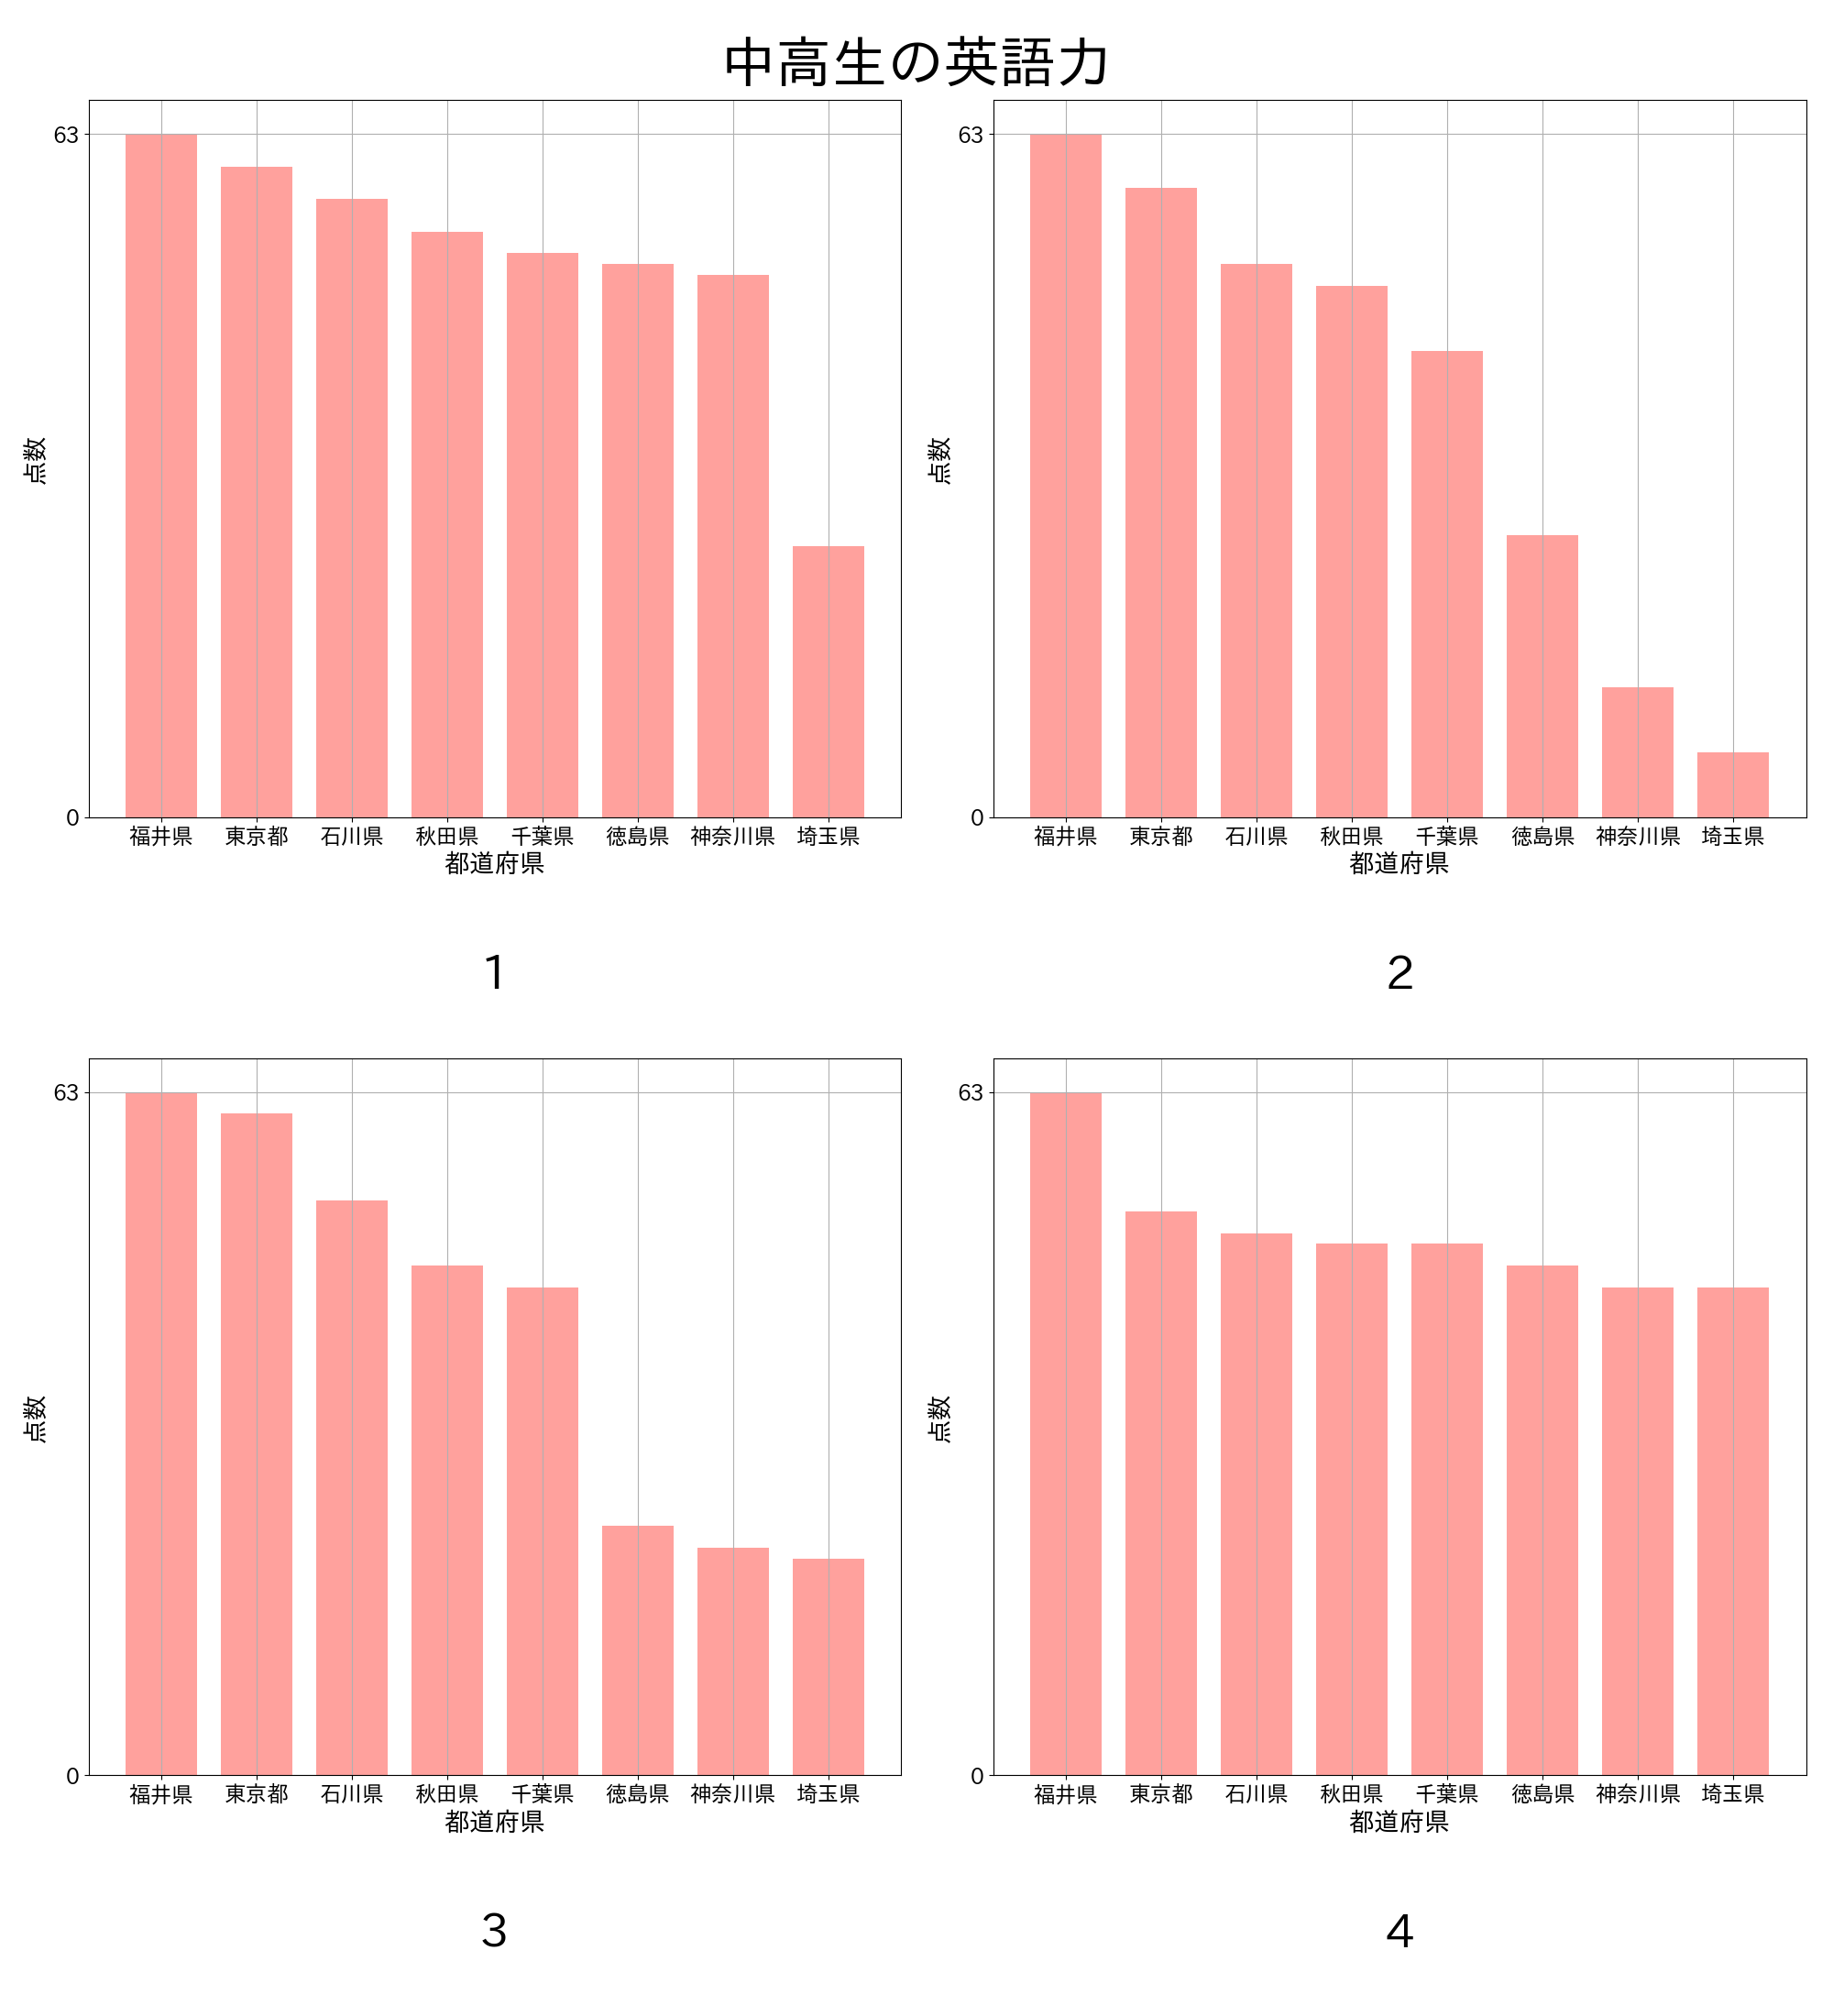 中高生の英語力
63
0
点数
福井県 東京都 石川県 秋田県 千葉県 徳島県 神奈川県 埼玉県
都道府県
1
63
0
点数
福井県 東京都 石川県 秋田県 千葉県 徳島県 神奈川県 埼玉県
都道府県
2
63
0
点数
福井県 東京都 石川県 秋田県 千葉県 徳島県 神奈川県 埼玉県
都道府県
3
63
0
点数
福井県 東京都 石川県 秋田県 千葉県 徳島県 神奈川県 埼玉県
都道府県
4